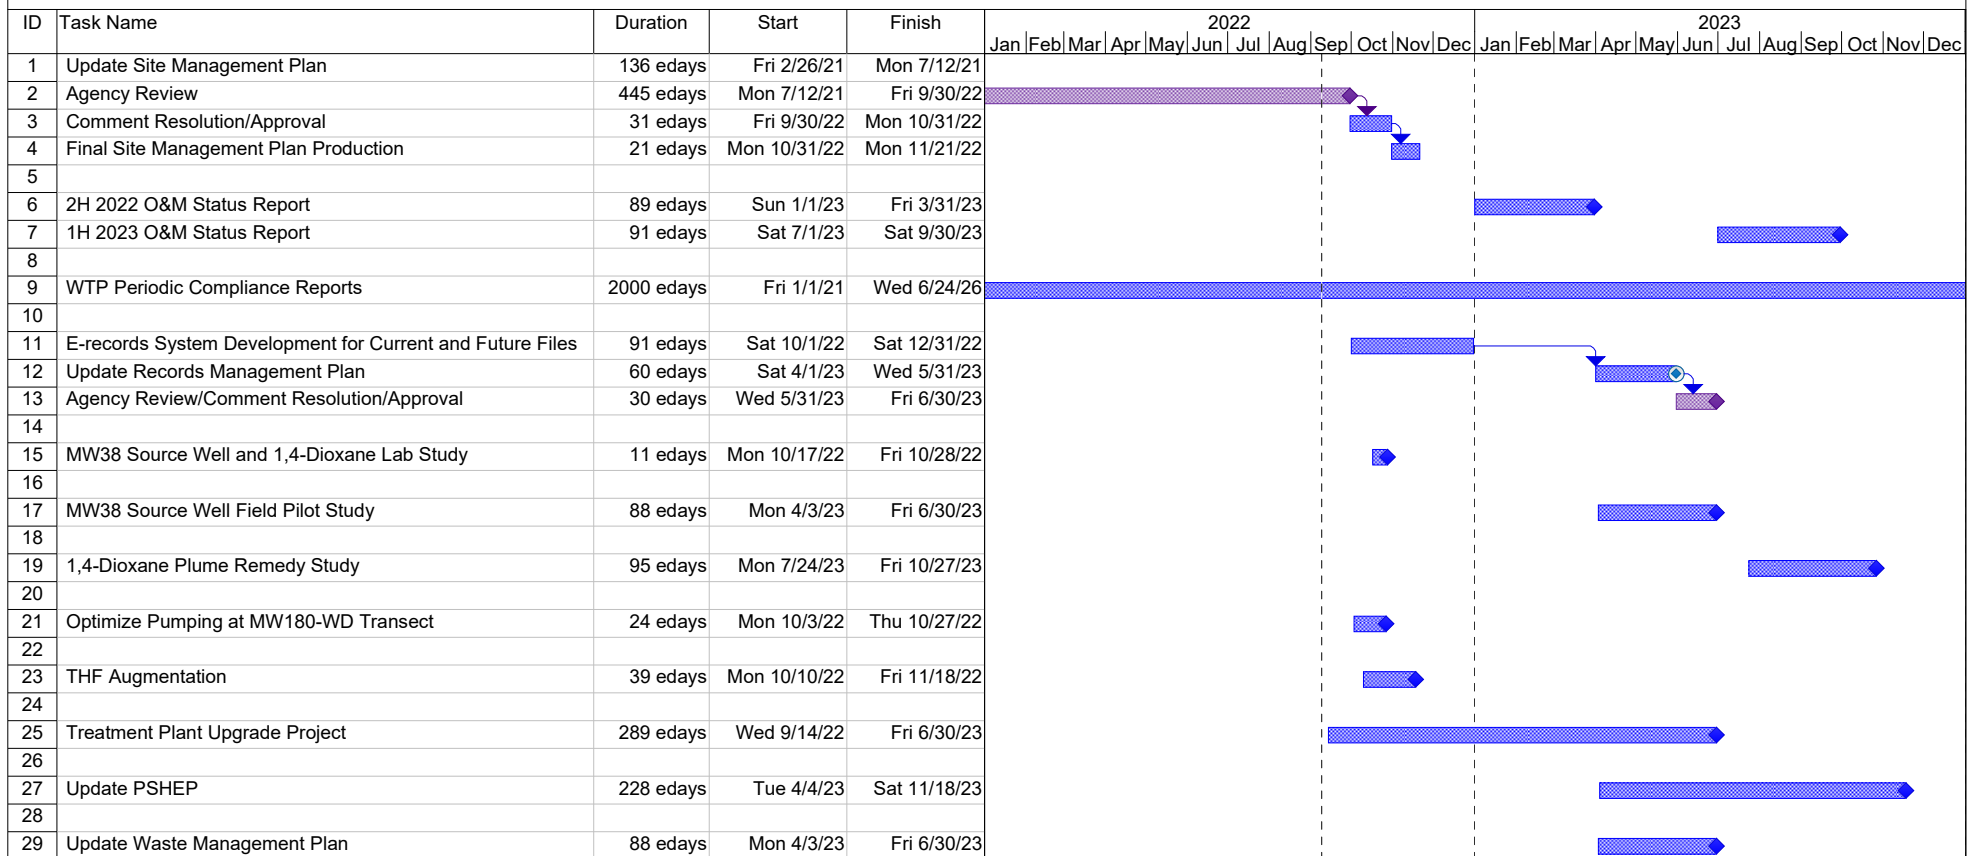 ID Task Name Duration Start Finish 2022 2023
Jan Feb Mar Apr May Jun Jul Aug Sep Oct Nov Dec Jan Feb Mar Apr May Jun Jul Aug Sep Oct Nov Dec
1 Update Site Management Plan 136 edays Fri 2/26/21 Mon 7/12/21
2 Agency Review 445 edays Mon 7/12/21 Fri 9/30/22
3 Comment Resolution/Approval 31 edays Fri 9/30/22 Mon 10/31/22
4 Final Site Management Plan Production 21 edays Mon 10/31/22 Mon 11/21/22
5
6 2H 2022 O&M Status Report 89 edays Sun 1/1/23 Fri 3/31/23
7 1H 2023 O&M Status Report 91 edays Sat 7/1/23 Sat 9/30/23
8
9 WTP Periodic Compliance Reports 2000 edays Fri 1/1/21 Wed 6/24/26
10
11 E-records System Development for Current and Future Files 91 edays Sat 10/1/22 Sat 12/31/22
12 Update Records Management Plan 60 edays Sat 4/1/23 Wed 5/31/23
13 Agency Review/Comment Resolution/Approval 30 edays Wed 5/31/23 Fri 6/30/23
14
15 MW38 Source Well and 1,4-Dioxane Lab Study 11 edays Mon 10/17/22 Fri 10/28/22
16
17 MW38 Source Well Field Pilot Study 88 edays Mon 4/3/23 Fri 6/30/23
18
19 1,4-Dioxane Plume Remedy Study 95 edays Mon 7/24/23 Fri 10/27/23
20
21 Optimize Pumping at MW180-WD Transect 24 edays Mon 10/3/22 Thu 10/27/22
22
23 THF Augmentation 39 edays Mon 10/10/22 Fri 11/18/22
24
25 Treatment Plant Upgrade Project 289 edays Wed 9/14/22 Fri 6/30/23
26
27 Update PSHEP 228 edays Tue 4/4/23 Sat 11/18/23
28
29 Update Waste Management Plan 88 edays Mon 4/3/23 Fri 6/30/23